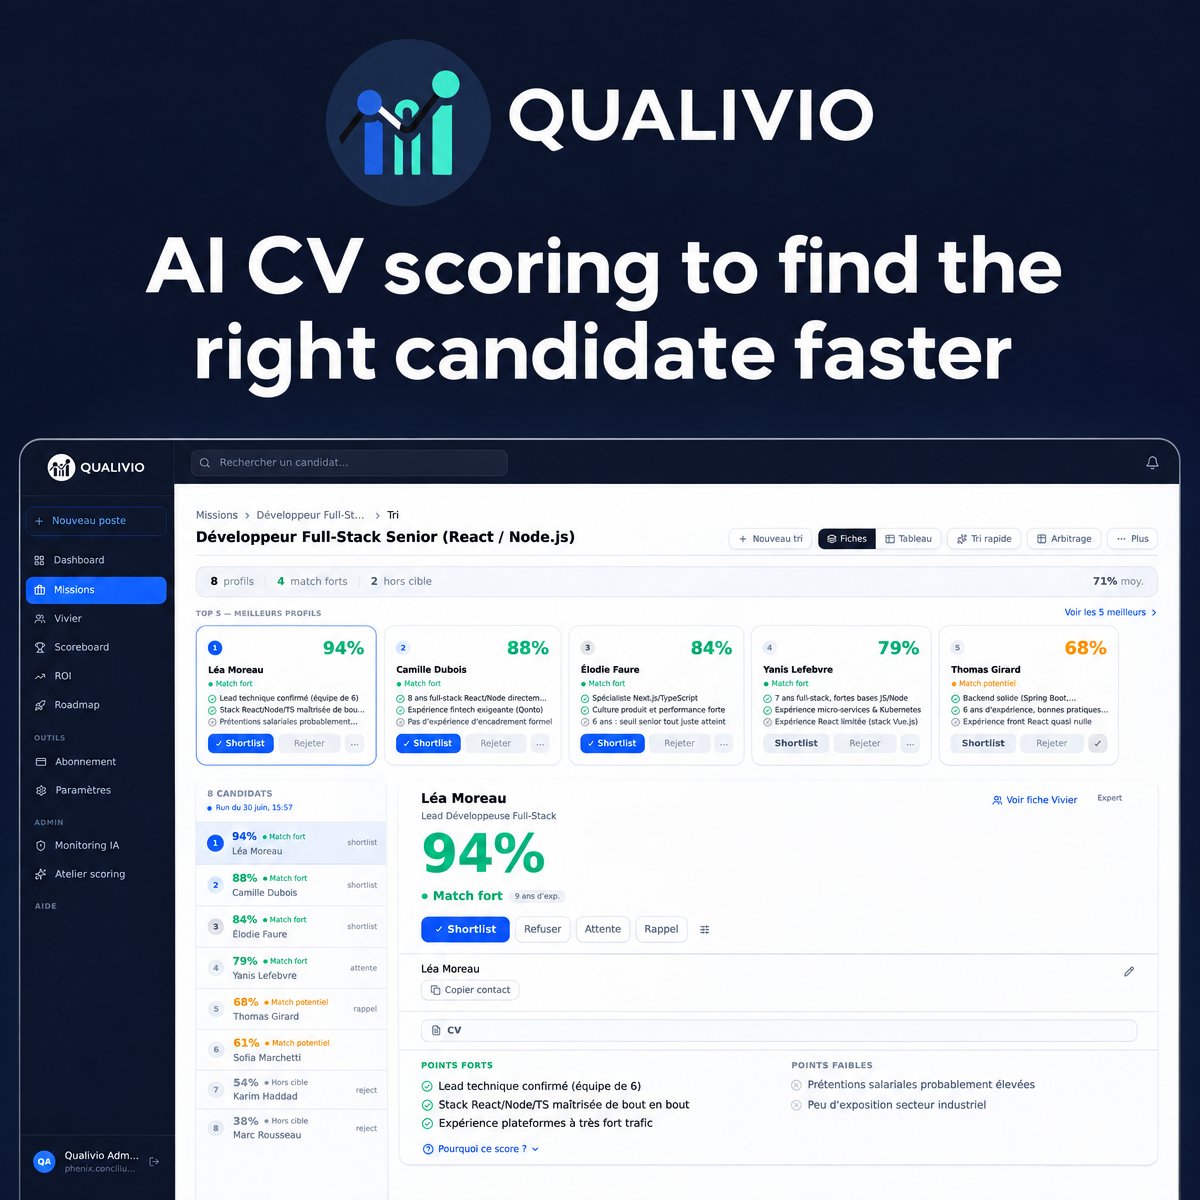 QUALIVIO
AI CV scoring to find the
right candidate faster
QUALIVIO
Rechercher un candidat...
+ Nouveau poste
Dashboard
Missions
Vivier
Scoreboard
ROI
Roadmap
OUTILS
Abonnement
Paramètres
ADMIN
Monitoring IA
Atelier scoring
AIDE
QA
Qualivio Adm...
phenix.conciliu...
Missions > Développeur Full-St... > Tri
Développeur Full-Stack Senior (React / Node.js)
+ Nouveau tri
Fiches
Tableau
Tri rapide
Arbitrage
... Plus
8 profils
4 match forts
2 hors cible
71% moy.
TOP 5 — MEILLEURS PROFILS
Voir les 5 meilleurs >
1 94%
Léa Moreau
Match fort
Lead technique confirmé (équipe de 6)
Stack React/Node/TS maîtrisée de bou...
Prétentions salariales probablement...
✓ Shortlist Rejeter ...
2 88%
Camille Dubois
Match fort
8 ans full-stack React/Node directem...
Expérience fintech exigeante (Qonto)
Pas d'expérience d'encadrement formel
✓ Shortlist Rejeter ...
3 84%
Élodie Faure
Match fort
Spécialiste Next.js/TypeScript
Culture produit et performance forte
6 ans : seuil senior tout juste atteint
✓ Shortlist Rejeter ...
4 79%
Yanis Lefebvre
Match fort
7 ans full-stack, fortes bases JS/Node
Expérience micro-services & Kubernetes
Expérience React limitée (stack Vue.js)
Shortlist Rejeter ...
5 68%
Thomas Girard
Match potentiel
Backend solide (Spring Boot,...
6 ans d'expérience, bonnes pratiques...
Expérience front React quasi nulle
Shortlist Rejeter ✓
8 CANDIDATS
Run du 30 juin, 15:57
1 94% Match fort
Léa Moreau shortlist
2 88% Match fort
Camille Dubois shortlist
3 84% Match fort
Élodie Faure shortlist
4 79% Match fort
Yanis Lefebvre attente
5 68% Match potentiel
Thomas Girard rappel
6 61% Match potentiel
Sofia Marchetti
7 54% Hors cible
Karim Haddad reject
8 38% Hors cible
Marc Rousseau reject
Léa Moreau
Voir fiche Vivier
Expert
Lead Développeuse Full-Stack
94%
Match fort 9 ans d'exp.
✓ Shortlist
Refuser
Attente
Rappel
Léa Moreau
Copier contact
CV
POINTS FORTS
Lead technique confirmé (équipe de 6)
Stack React/Node/TS maîtrisée de bout en bout
Expérience plateformes à très fort trafic
Pourquoi ce score ?
POINTS FAIBLES
Prétentions salariales probablement élevées
Peu d'exposition secteur industriel